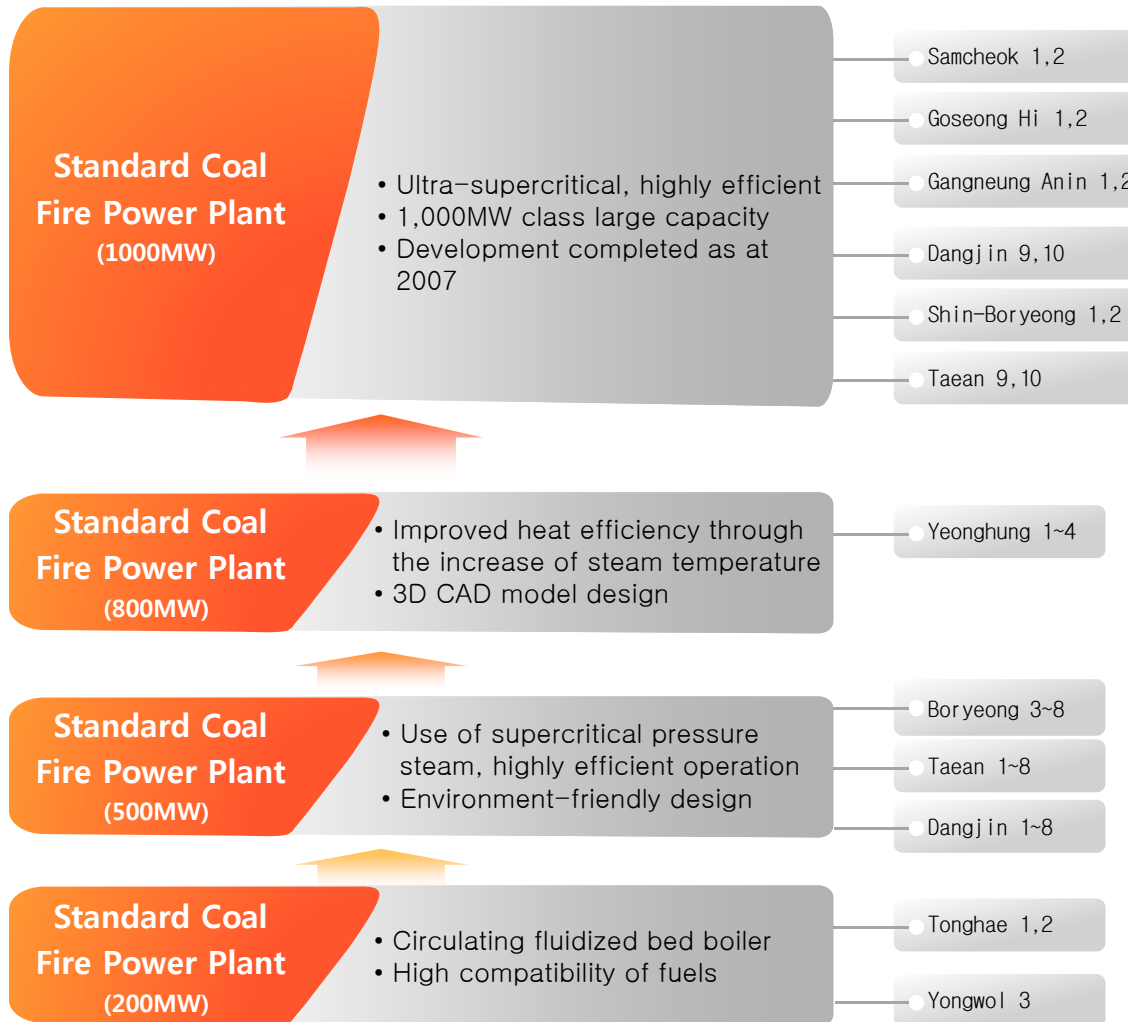 Standard Coal
Fire Power Plant
(1000MW)
• Ultra-supercritical, highly efficient
• 1,000MW class large capacity
• Development completed as at
2007
Samcheok 1,2
Goseong Hi 1,2
Gangneung Anin 1,2
Dangjin 9,10
Shin-Boryeong 1,2
Taean 9,10
Standard Coal
Fire Power Plant
(800MW)
• Improved heat efficiency through
the increase of steam temperature
• 3D CAD model design
Yeonghung 1~4
Standard Coal
Fire Power Plant
(500MW)
• Use of supercritical pressure
steam, highly efficient operation
• Environment-friendly design
Boryeong 3~8
Taean 1~8
Dangjin 1~8
Standard Coal
Fire Power Plant
(200MW)
• Circulating fluidized bed boiler
• High compatibility of fuels
Tonghae 1,2
Yongwol 3